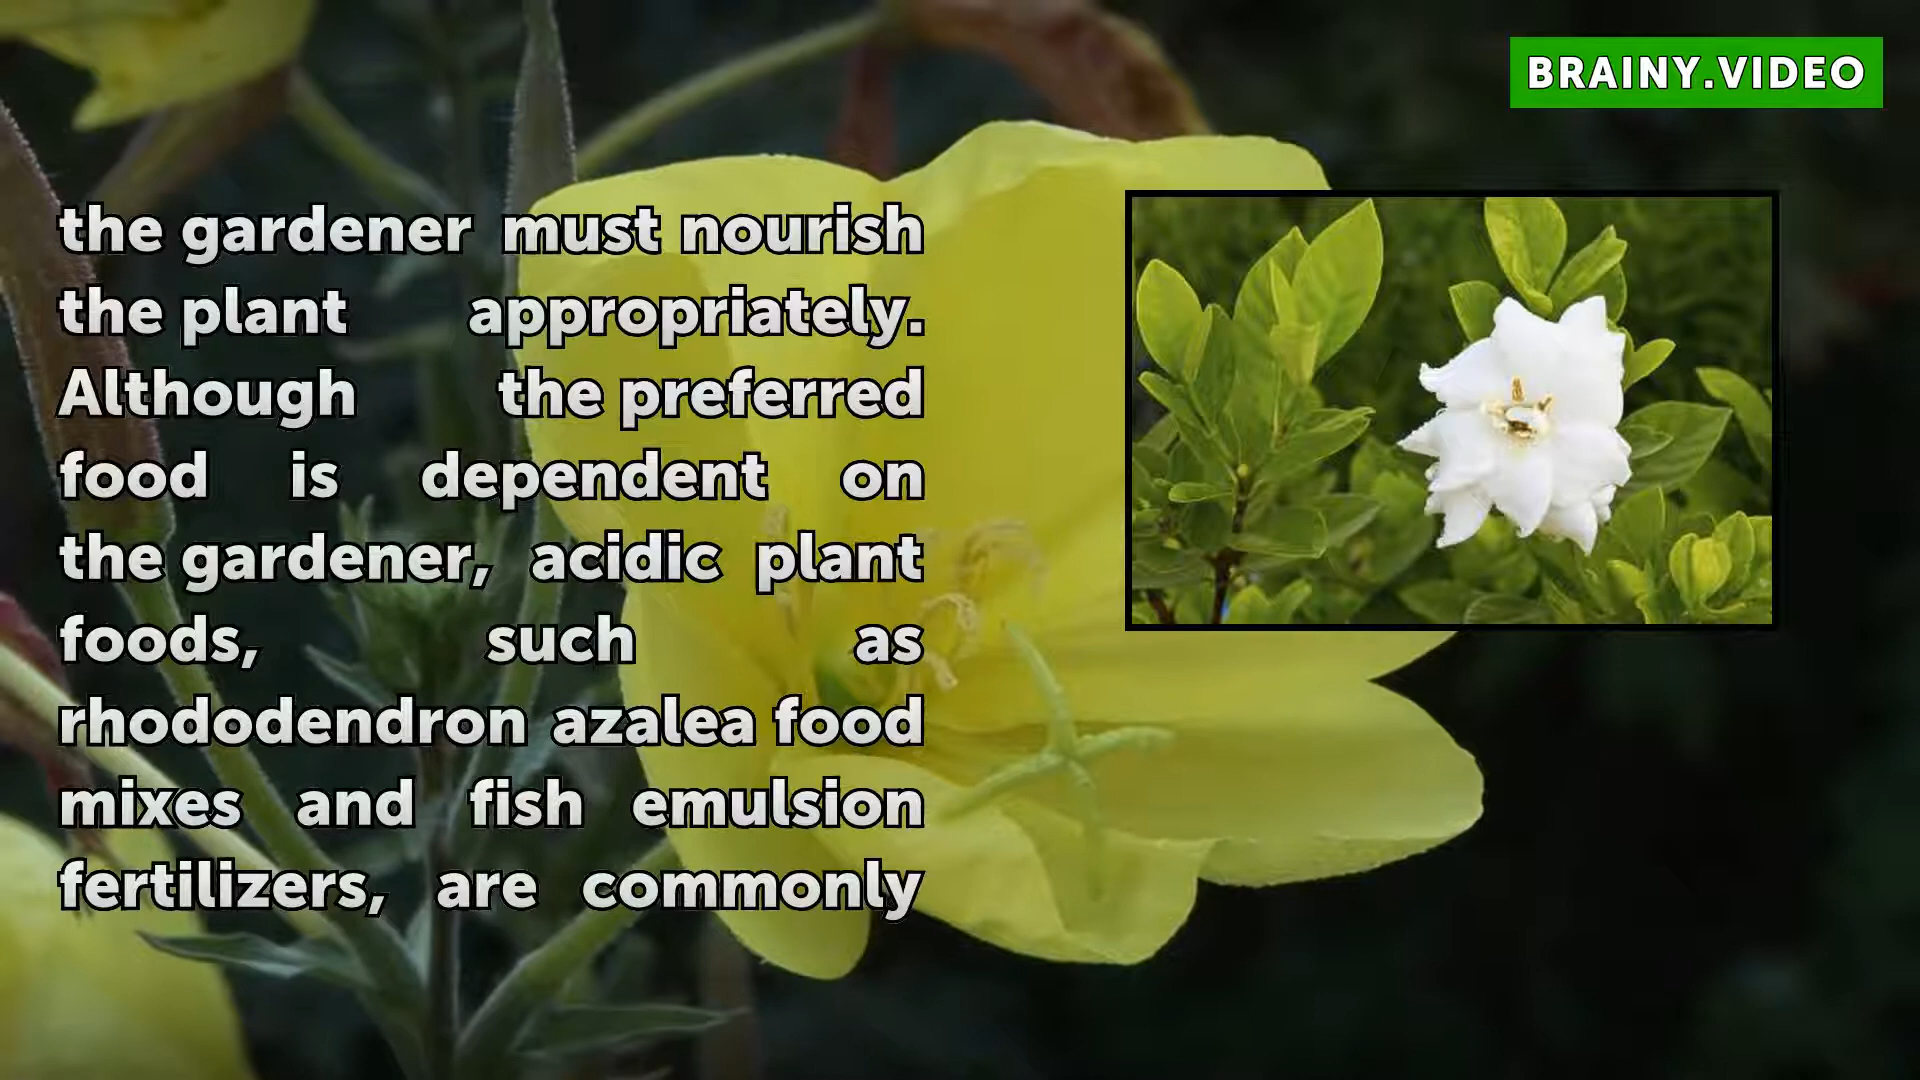 BRAINY.VIDEO
the gardener must nourish
the plant appropriately.
Although the preferred
food is dependent on
the gardener, acidic plant
foods, such as
rhododendron azalea food
mixes and fish emulsion
fertilizers, are commonly